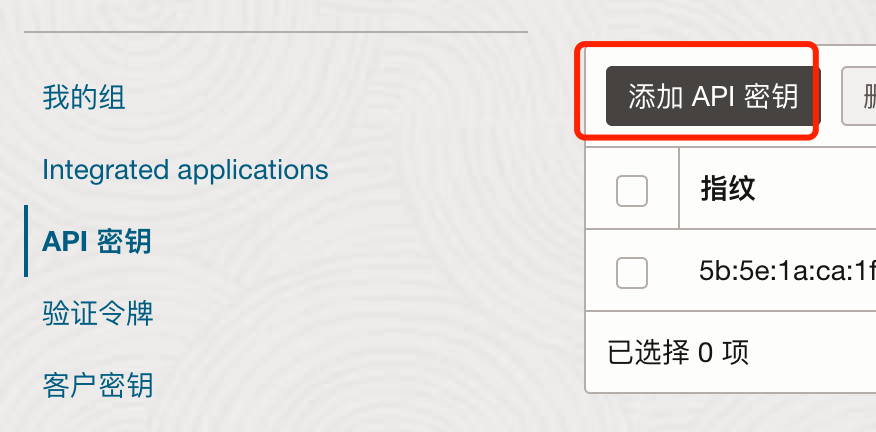 我的组
Integrated applications
API 密钥
验证令牌
客户密钥
添加 API 密钥
指纹
5b:5e:1a:ca:1f
已选择 0 项